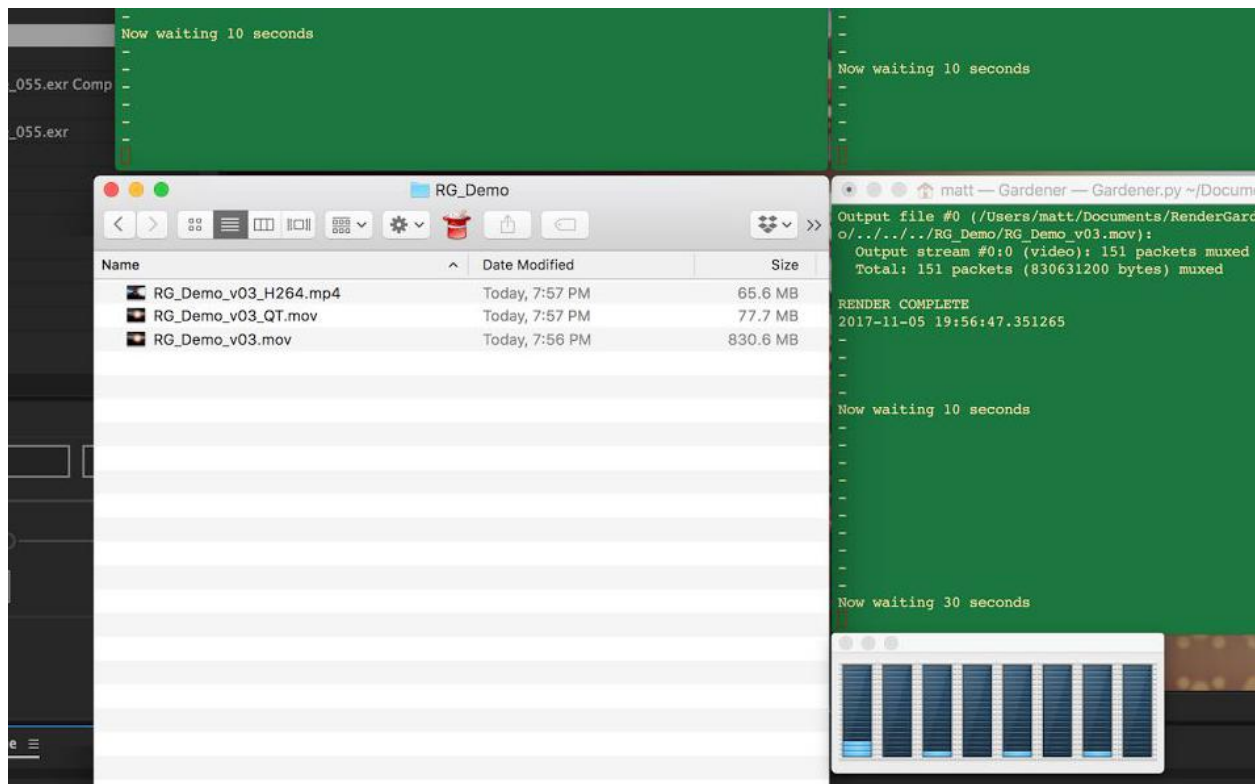 -
Now waiting 10 seconds
-
-
-
-
-
-
-
-
-
Now waiting 10 seconds
-
-
-
-
_055.exr Comp
_055.exr
RG_Demo
Name
Date Modified
Size
RG_Demo_v03_H264.mp4
Today, 7:57 PM
65.6 MB
RG_Demo_v03_QT.mov
Today, 7:57 PM
77.7 MB
RG_Demo_v03.mov
Today, 7:56 PM
830.6 MB
matt — Gardener — Gardener.py ~/Docum
Output file #0 (/Users/matt/Documents/RenderGard
o/../../../RG_Demo/RG_Demo_v03.mov):
Output stream #0:0 (video): 151 packets muxed
Total: 151 packets (830631200 bytes) muxed
RENDER COMPLETE
2017-11-05 19:56:47.351265
-
-
-
-
Now waiting 10 seconds
-
-
-
-
-
-
-
-
-
-
Now waiting 30 seconds
e